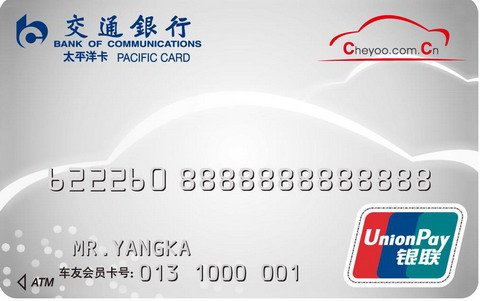 交通銀行
BANK OF COMMUNICATIONS
太平洋卡 PACIFIC CARD
Cheyoo.com.Cn
622260 8888888888888
MR.YANGKA
ATM 车友会员卡号: 013 1000 001
UnionPay
银联